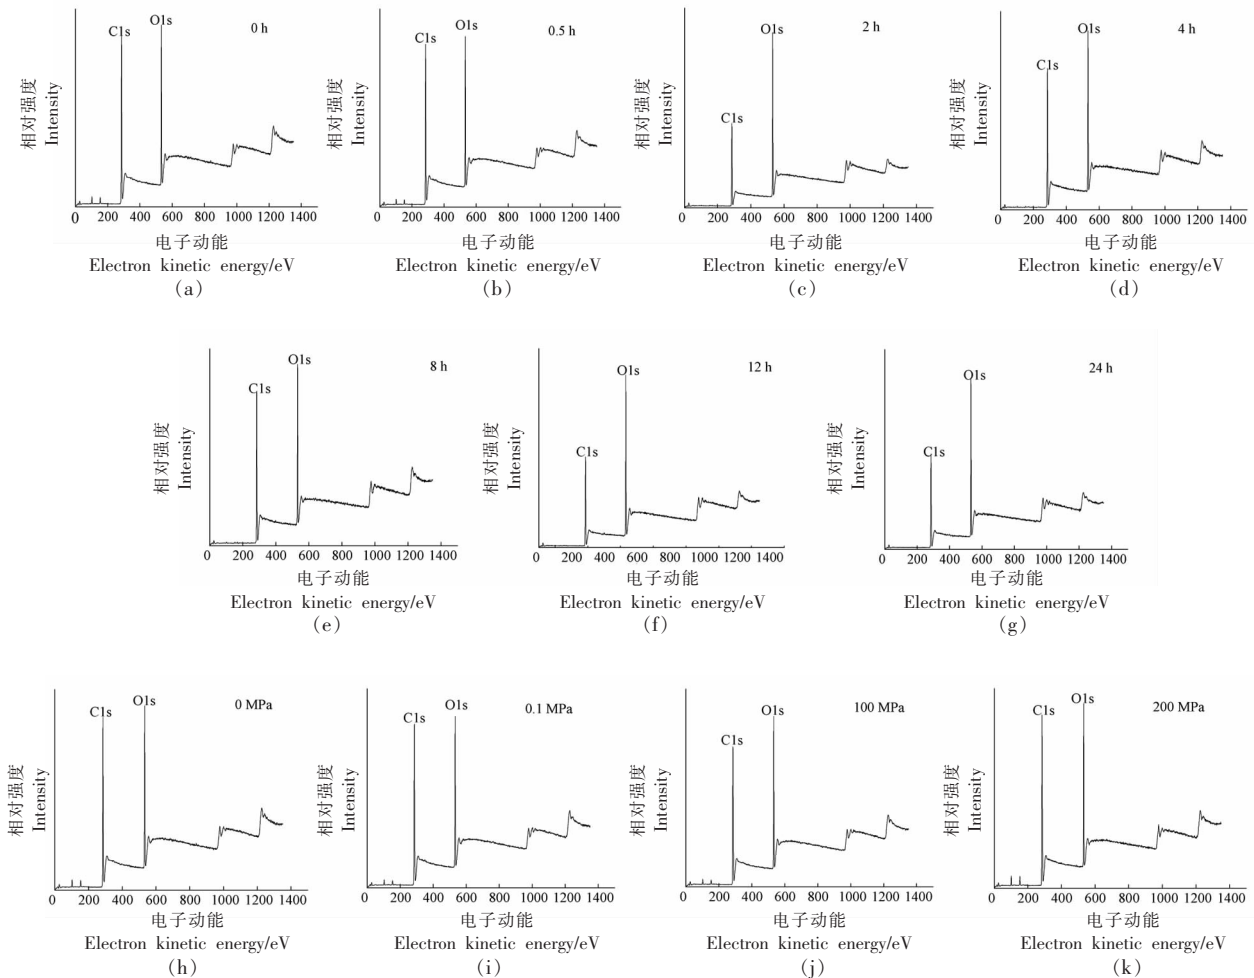 相对强度
Intensity
C1s
O1s
0 h
0 200 400 600 800 1000 1200 1400
电子动能
Electron kinetic energy/eV
(a)
相对强度
Intensity
C1s
O1s
0.5 h
0 200 400 600 800 1000 1200 1400
电子动能
Electron kinetic energy/eV
(b)
相对强度
Intensity
C1s
O1s
2 h
0 200 400 600 800 1000 1200 1400
电子动能
Electron kinetic energy/eV
(c)
相对强度
Intensity
C1s
O1s
4 h
0 200 400 600 800 1000 1200 1400
电子动能
Electron kinetic energy/eV
(d)
相对强度
Intensity
C1s
O1s
8 h
0 200 400 600 800 1000 1200 1400
电子动能
Electron kinetic energy/eV
(e)
相对强度
Intensity
C1s
O1s
12 h
0 200 400 600 800 1000 1200 1400
电子动能
Electron kinetic energy/eV
(f)
相对强度
Intensity
C1s
O1s
24 h
0 200 400 600 800 1000 1200 1400
电子动能
Electron kinetic energy/eV
(g)
相对强度
Intensity
C1s
O1s
0 MPa
0 200 400 600 800 1000 1200 1400
电子动能
Electron kinetic energy/eV
(h)
相对强度
Intensity
C1s
O1s
0.1 MPa
0 200 400 600 800 1000 1200 1400
电子动能
Electron kinetic energy/eV
(i)
相对强度
Intensity
C1s
O1s
100 MPa
0 200 400 600 800 1000 1200 1400
电子动能
Electron kinetic energy/eV
(j)
相对强度
Intensity
C1s
O1s
200 MPa
0 200 400 600 800 1000 1200 1400
电子动能
Electron kinetic energy/eV
(k)